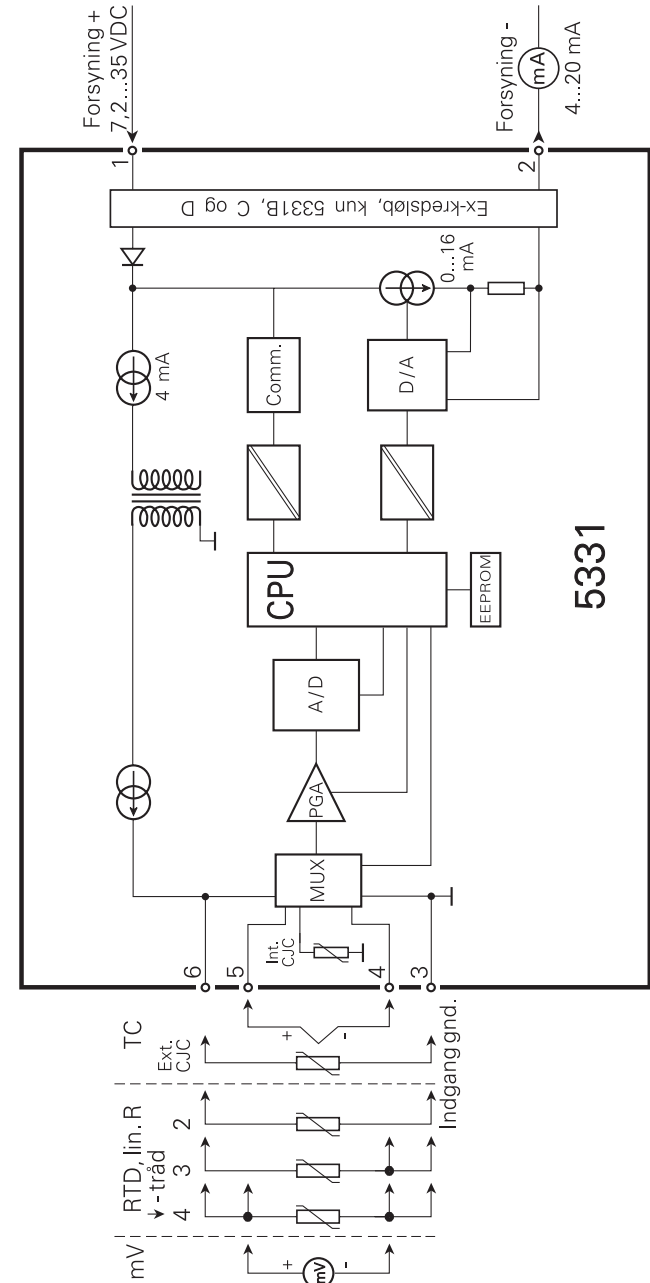 Forsyning +
7,2...35 VDC
Forsyning -
mA
4...20 mA
1
2
Ex-kredsløb, kun 5331B, C og D
0...16
mA
4 mA
Comm.
D/A
CPU
EEPROM
5331
A/D
PGA
MUX
Int.
CJC
6
5
4
3
TC
Ext.
CJC
+
-
Indgang gnd.
RTD, lin. R
- tråd
2
3
4
mV
+
mV
-